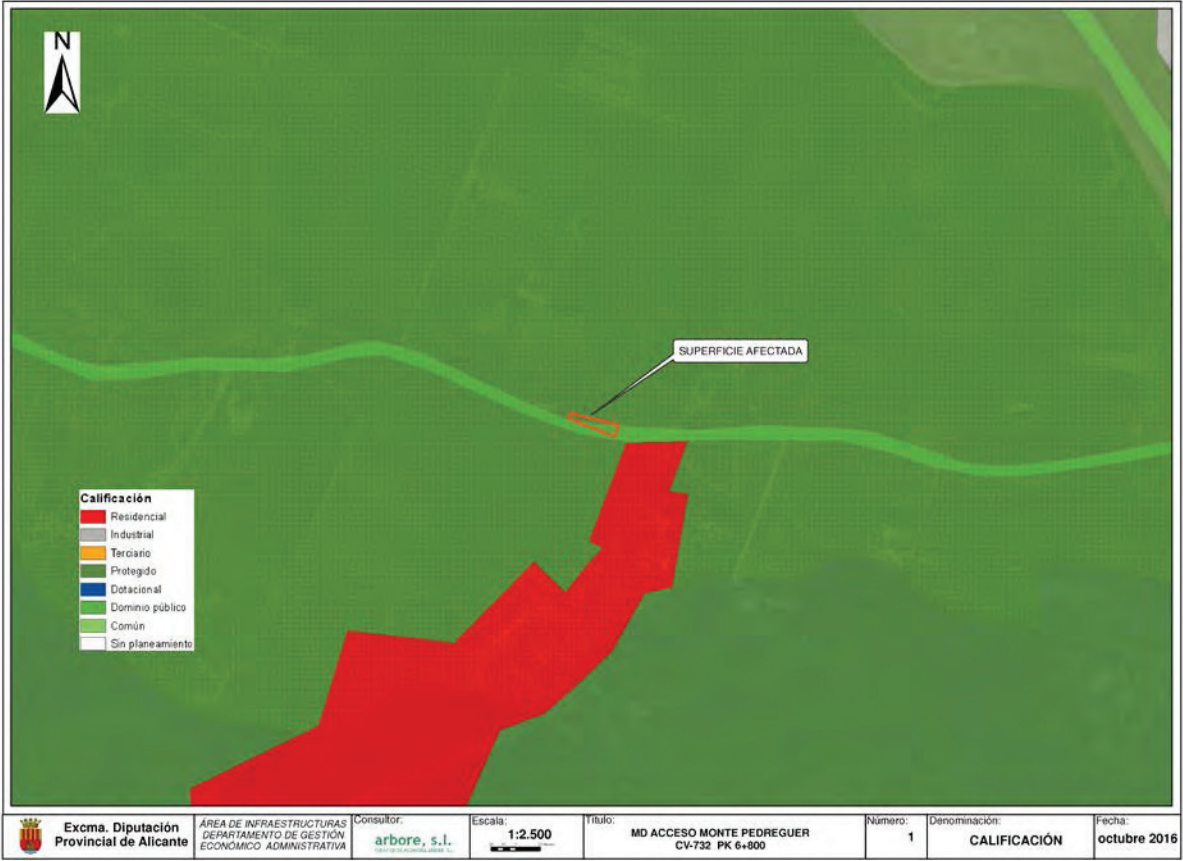 N
SUPERFICIE AFECTADA
Calificación
Residencial
Industrial
Terciario
Protegido
Dotacional
Dominio público
Común
Sin planeamiento
Excma. Diputación
Provincial de Alicante
ÁREA DE INFRAESTRUCTURAS
DEPARTAMENTO DE GESTIÓN
ECONÓMICO ADMINISTRATIVA
Consultor:
arbore, s.l.
Escala:
1:2.500
Título:
MD ACCESO MONTE PEDREGUER
CV-732 PK 6+800
Número:
1
Denominación:
CALIFICACIÓN
Fecha:
octubre 2016